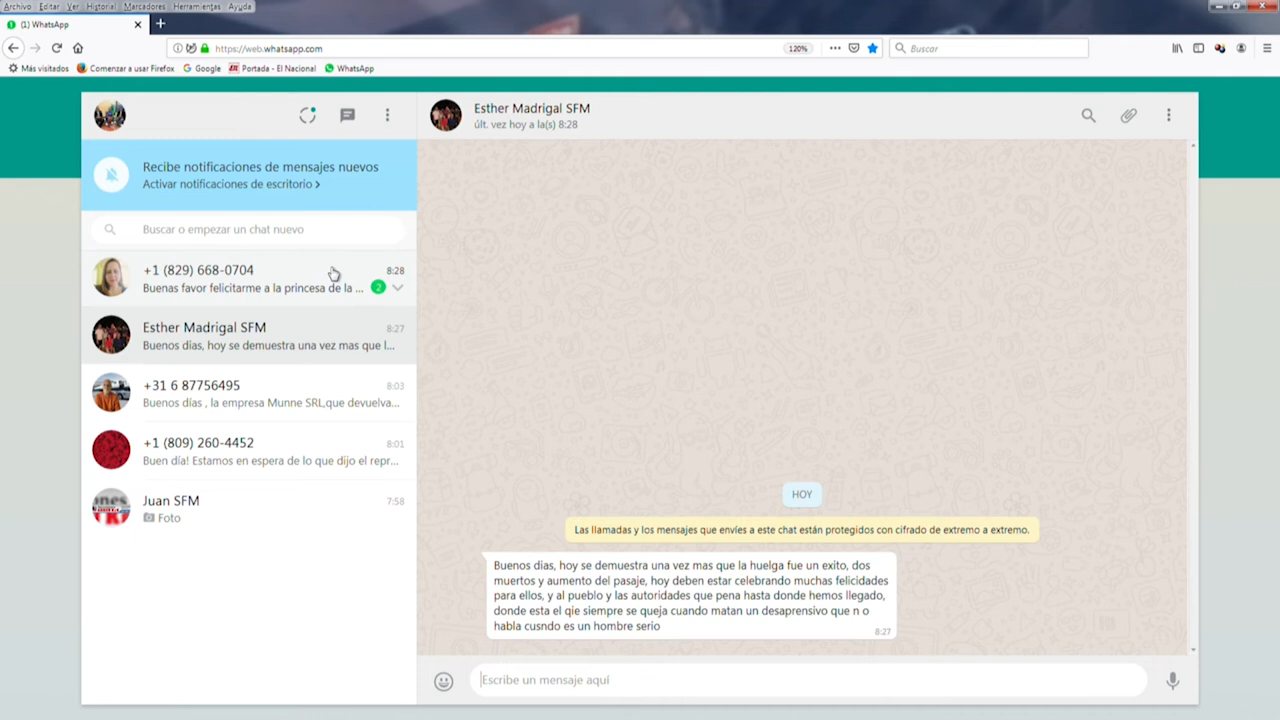 Archivo Editar Ver Historial Marcadores Herramientas Ayuda
(1) WhatsApp
https://web.whatsapp.com
120%
Buscar
Más visitados Comenzar a usar Firefox Google Portada - El Nacional WhatsApp
Esther Madrigal SFM
últ. vez hoy a la(s) 8:28
Recibe notificaciones de mensajes nuevos
Activar notificaciones de escritorio >
Buscar o empezar un chat nuevo
+1 (829) 668-0704 8:28
Buenas favor felicitarme a la princesa de la ... 2
Esther Madrigal SFM 8:27
Buenos días, hoy se demuestra una vez mas que l...
+31 6 87756495 8:03
Buenos días , la empresa Munne SRL,que devuelva...
+1 (809) 260-4452 8:01
Buen día! Estamos en espera de lo que dijo el repr...
Juan SFM 7:58
Foto
HOY
Las llamadas y los mensajes que envíes a este chat están protegidos con cifrado de extremo a extremo.
Buenos días, hoy se demuestra una vez mas que la huelga fue un exito, dos
muertos y aumento del pasaje, hoy deben estar celebrando muchas felicidades
para ellos, y al pueblo y las autoridades que pena hasta donde hemos llegado,
donde esta el qie siempre se queja cuando matan un desaprensivo que n o
habla cusndo es un hombre serio
8:27
Escribe un mensaje aquí